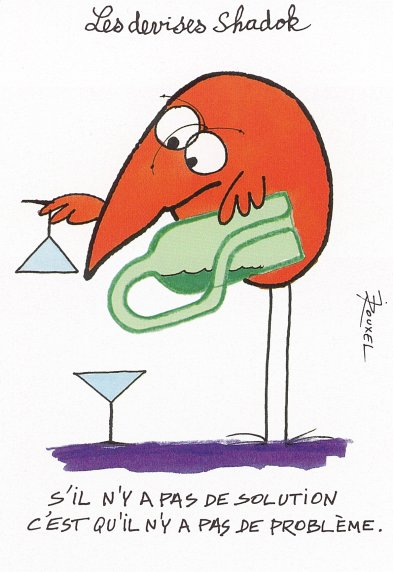 Les devises Shadok
J. ROUXEL
S'IL N'Y A PAS DE SOLUTION
C'EST QU'IL N'Y A PAS DE PROBLÈME.